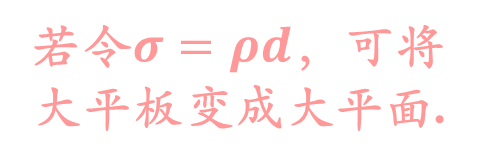 若令σ = ρd，可将
大平板变成大平面.